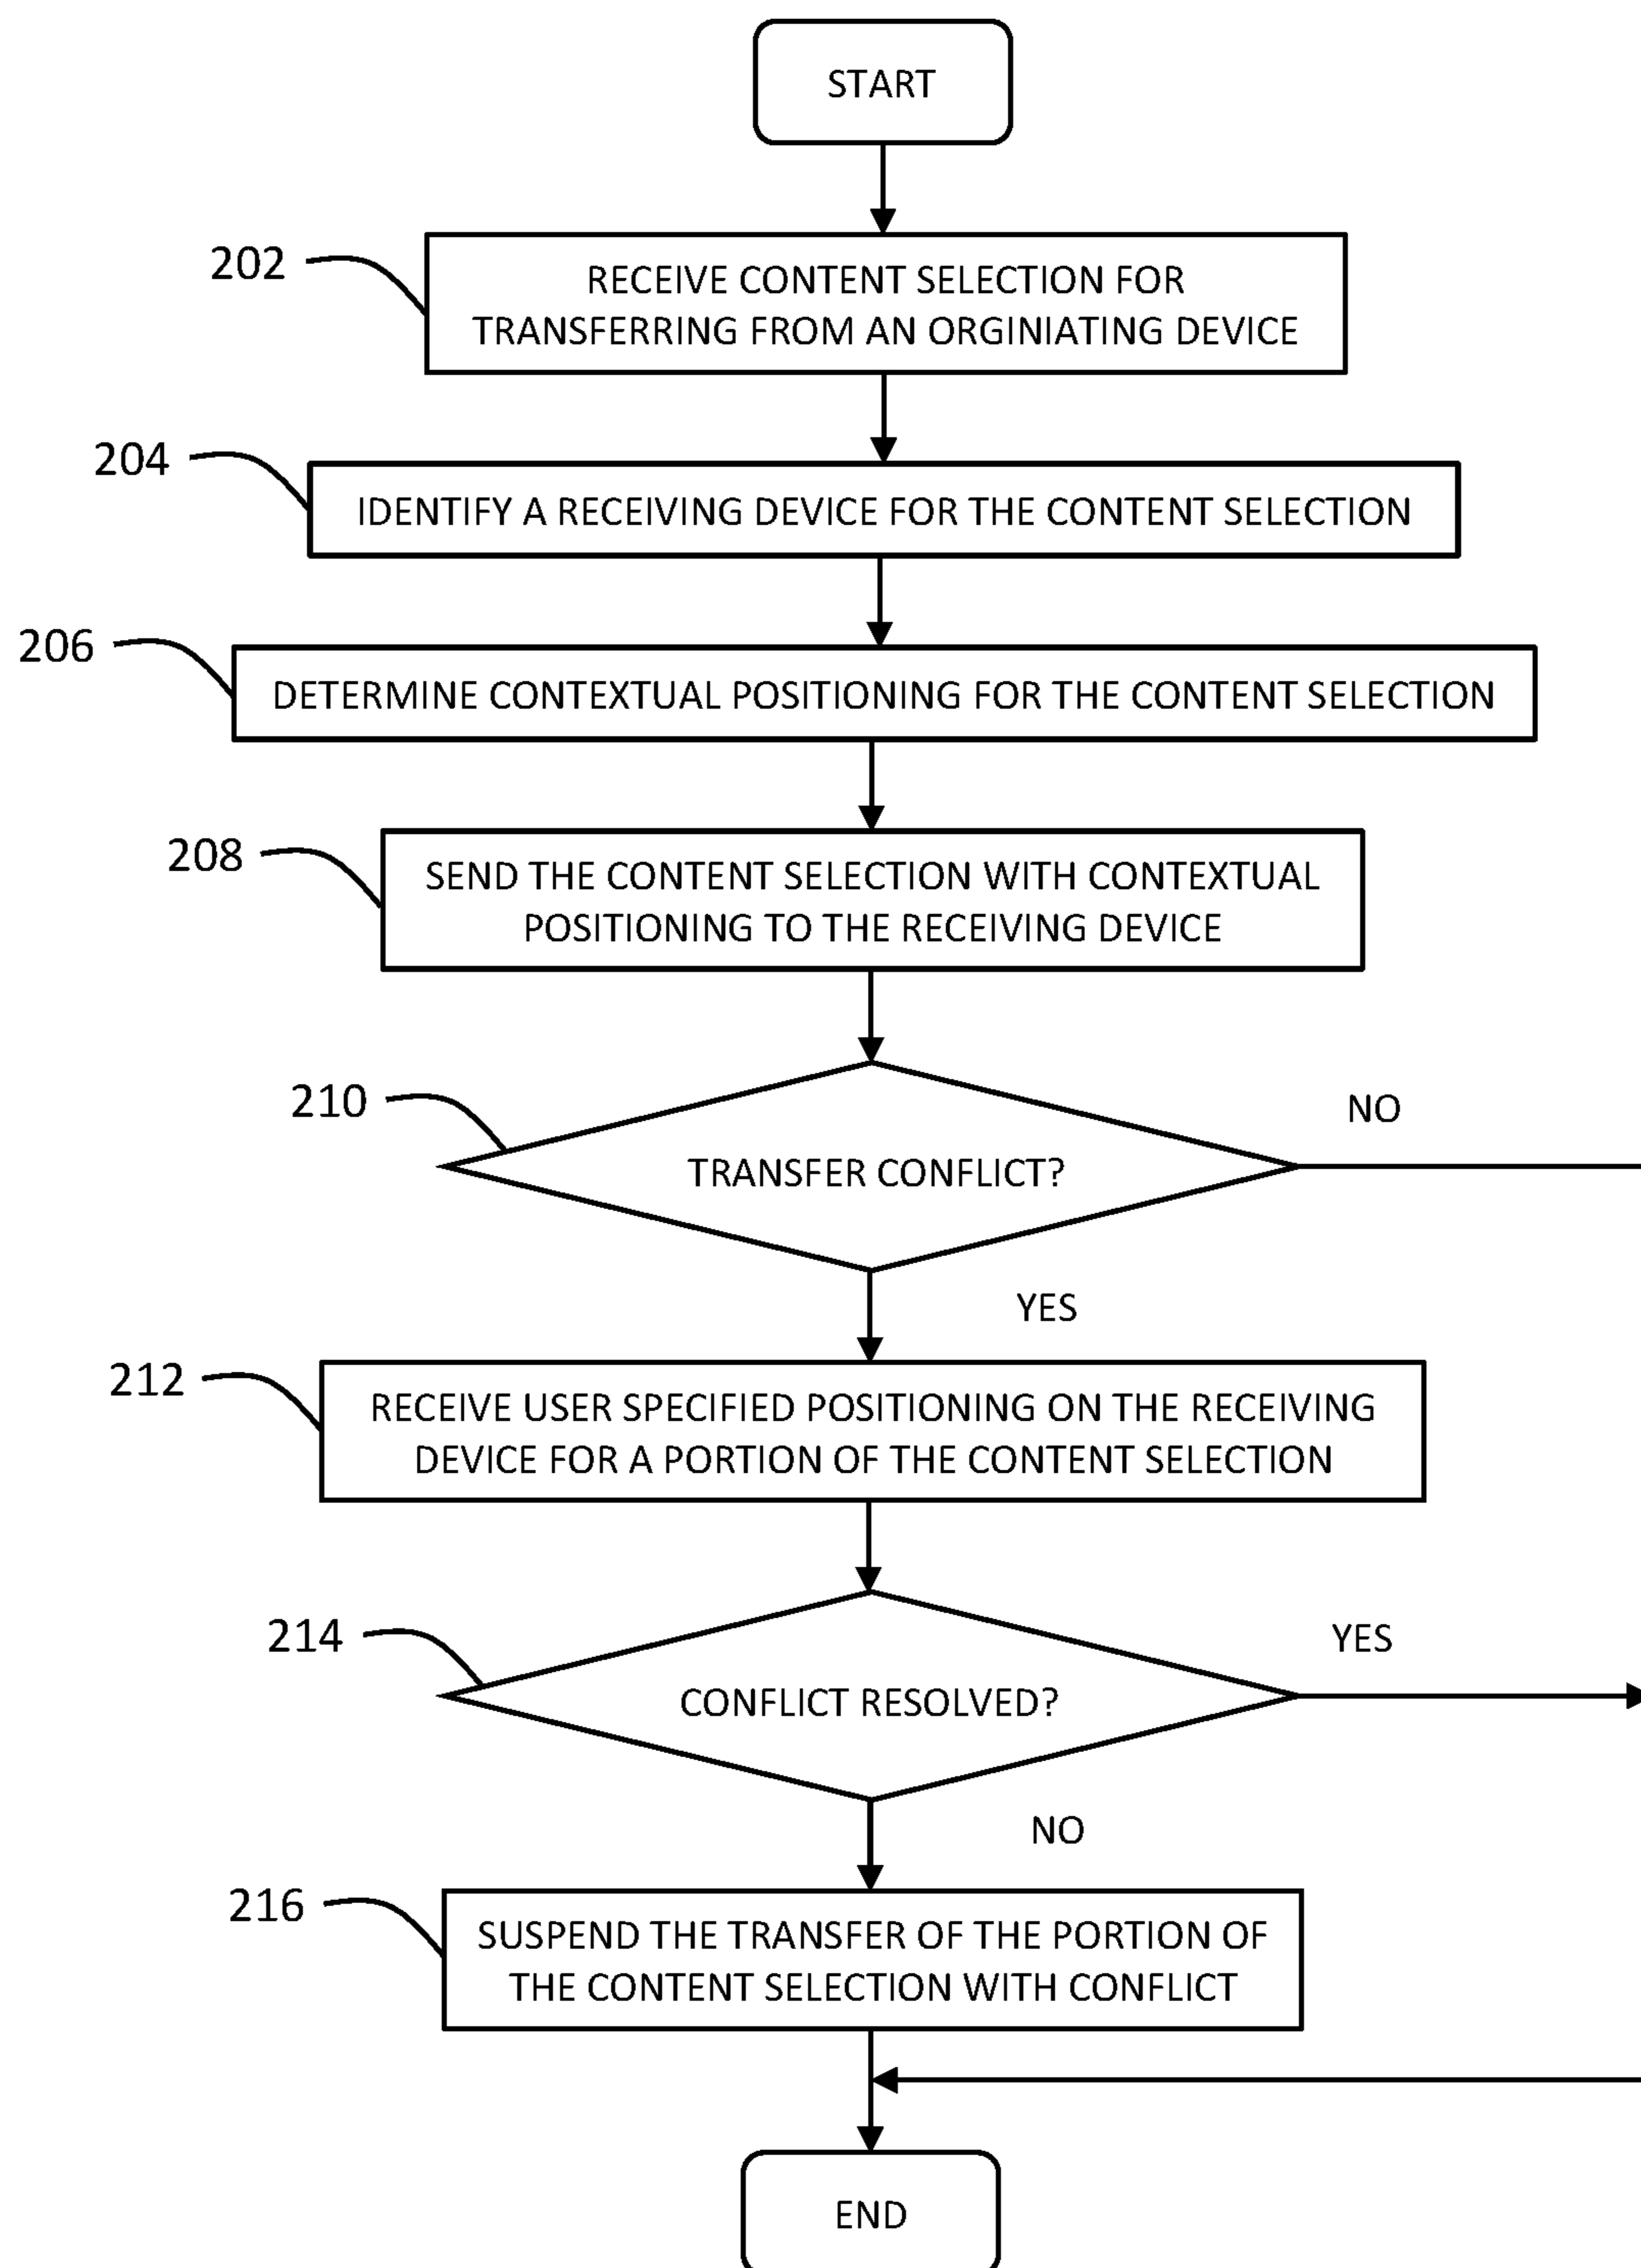 START
202
RECEIVE CONTENT SELECTION FOR
TRANSFERRING FROM AN ORGINIATING DEVICE
204
IDENTIFY A RECEIVING DEVICE FOR THE CONTENT SELECTION
206
DETERMINE CONTEXTUAL POSITIONING FOR THE CONTENT SELECTION
208
SEND THE CONTENT SELECTION WITH CONTEXTUAL
POSITIONING TO THE RECEIVING DEVICE
210
TRANSFER CONFLICT?
NO
YES
212
RECEIVE USER SPECIFIED POSITIONING ON THE RECEIVING
DEVICE FOR A PORTION OF THE CONTENT SELECTION
214
CONFLICT RESOLVED?
YES
NO
216
SUSPEND THE TRANSFER OF THE PORTION OF
THE CONTENT SELECTION WITH CONFLICT
END